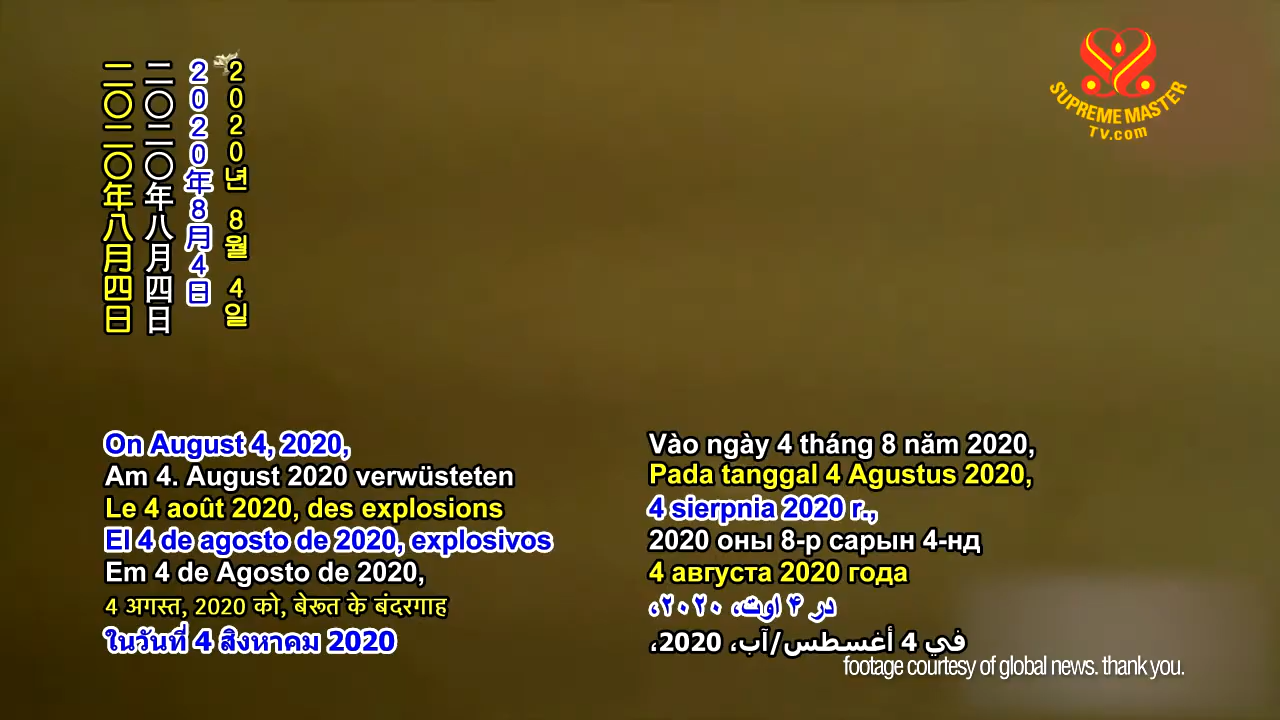 二〇二〇年八月四日
二〇二〇年八月四日
2020年8月4日
2020년 8월 4일
SUPREME MASTER
TV.com
On August 4, 2020,
Am 4. August 2020 verwüsteten
Le 4 août 2020, des explosions
El 4 de agosto de 2020, explosivos
Em 4 de Agosto de 2020,
4 अगस्त, 2020 को, बेरूत के बंदरगाह
ในวันที่ 4 สิงหาคม 2020
Vào ngày 4 tháng 8 năm 2020,
Pada tanggal 4 Agustus 2020,
4 sierpnia 2020 r.,
2020 оны 8-р сарын 4-нд
4 августа 2020 года
در ۴ اوت، ۲۰۲۰،
في 4 أغسطس/آب، 2020،
footage courtesy of global news. thank you.